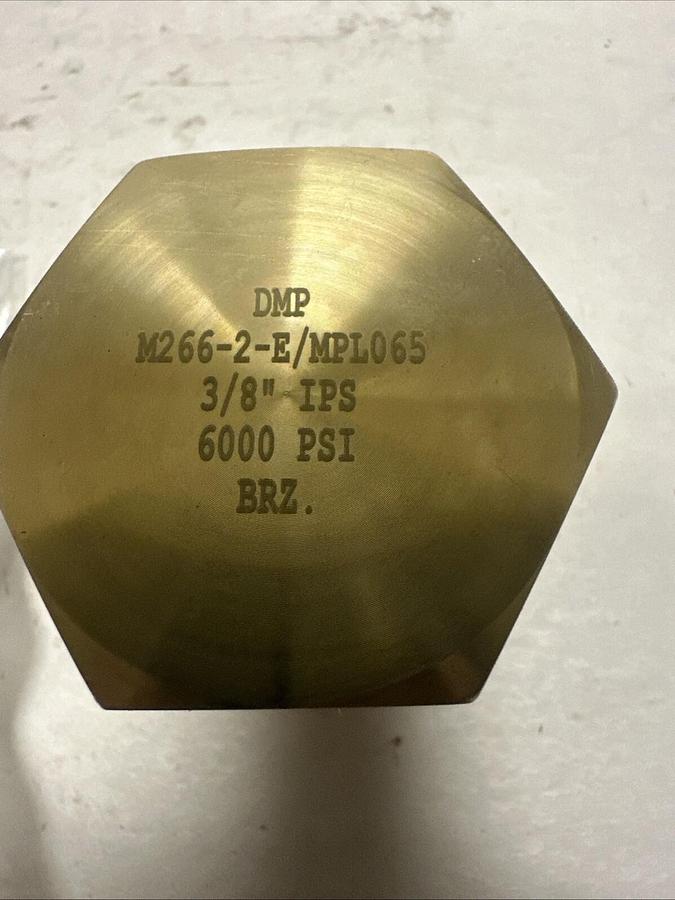 DMP
M266-2-E/MPL065
3/8" IPS
6000 PSI
BRZ.